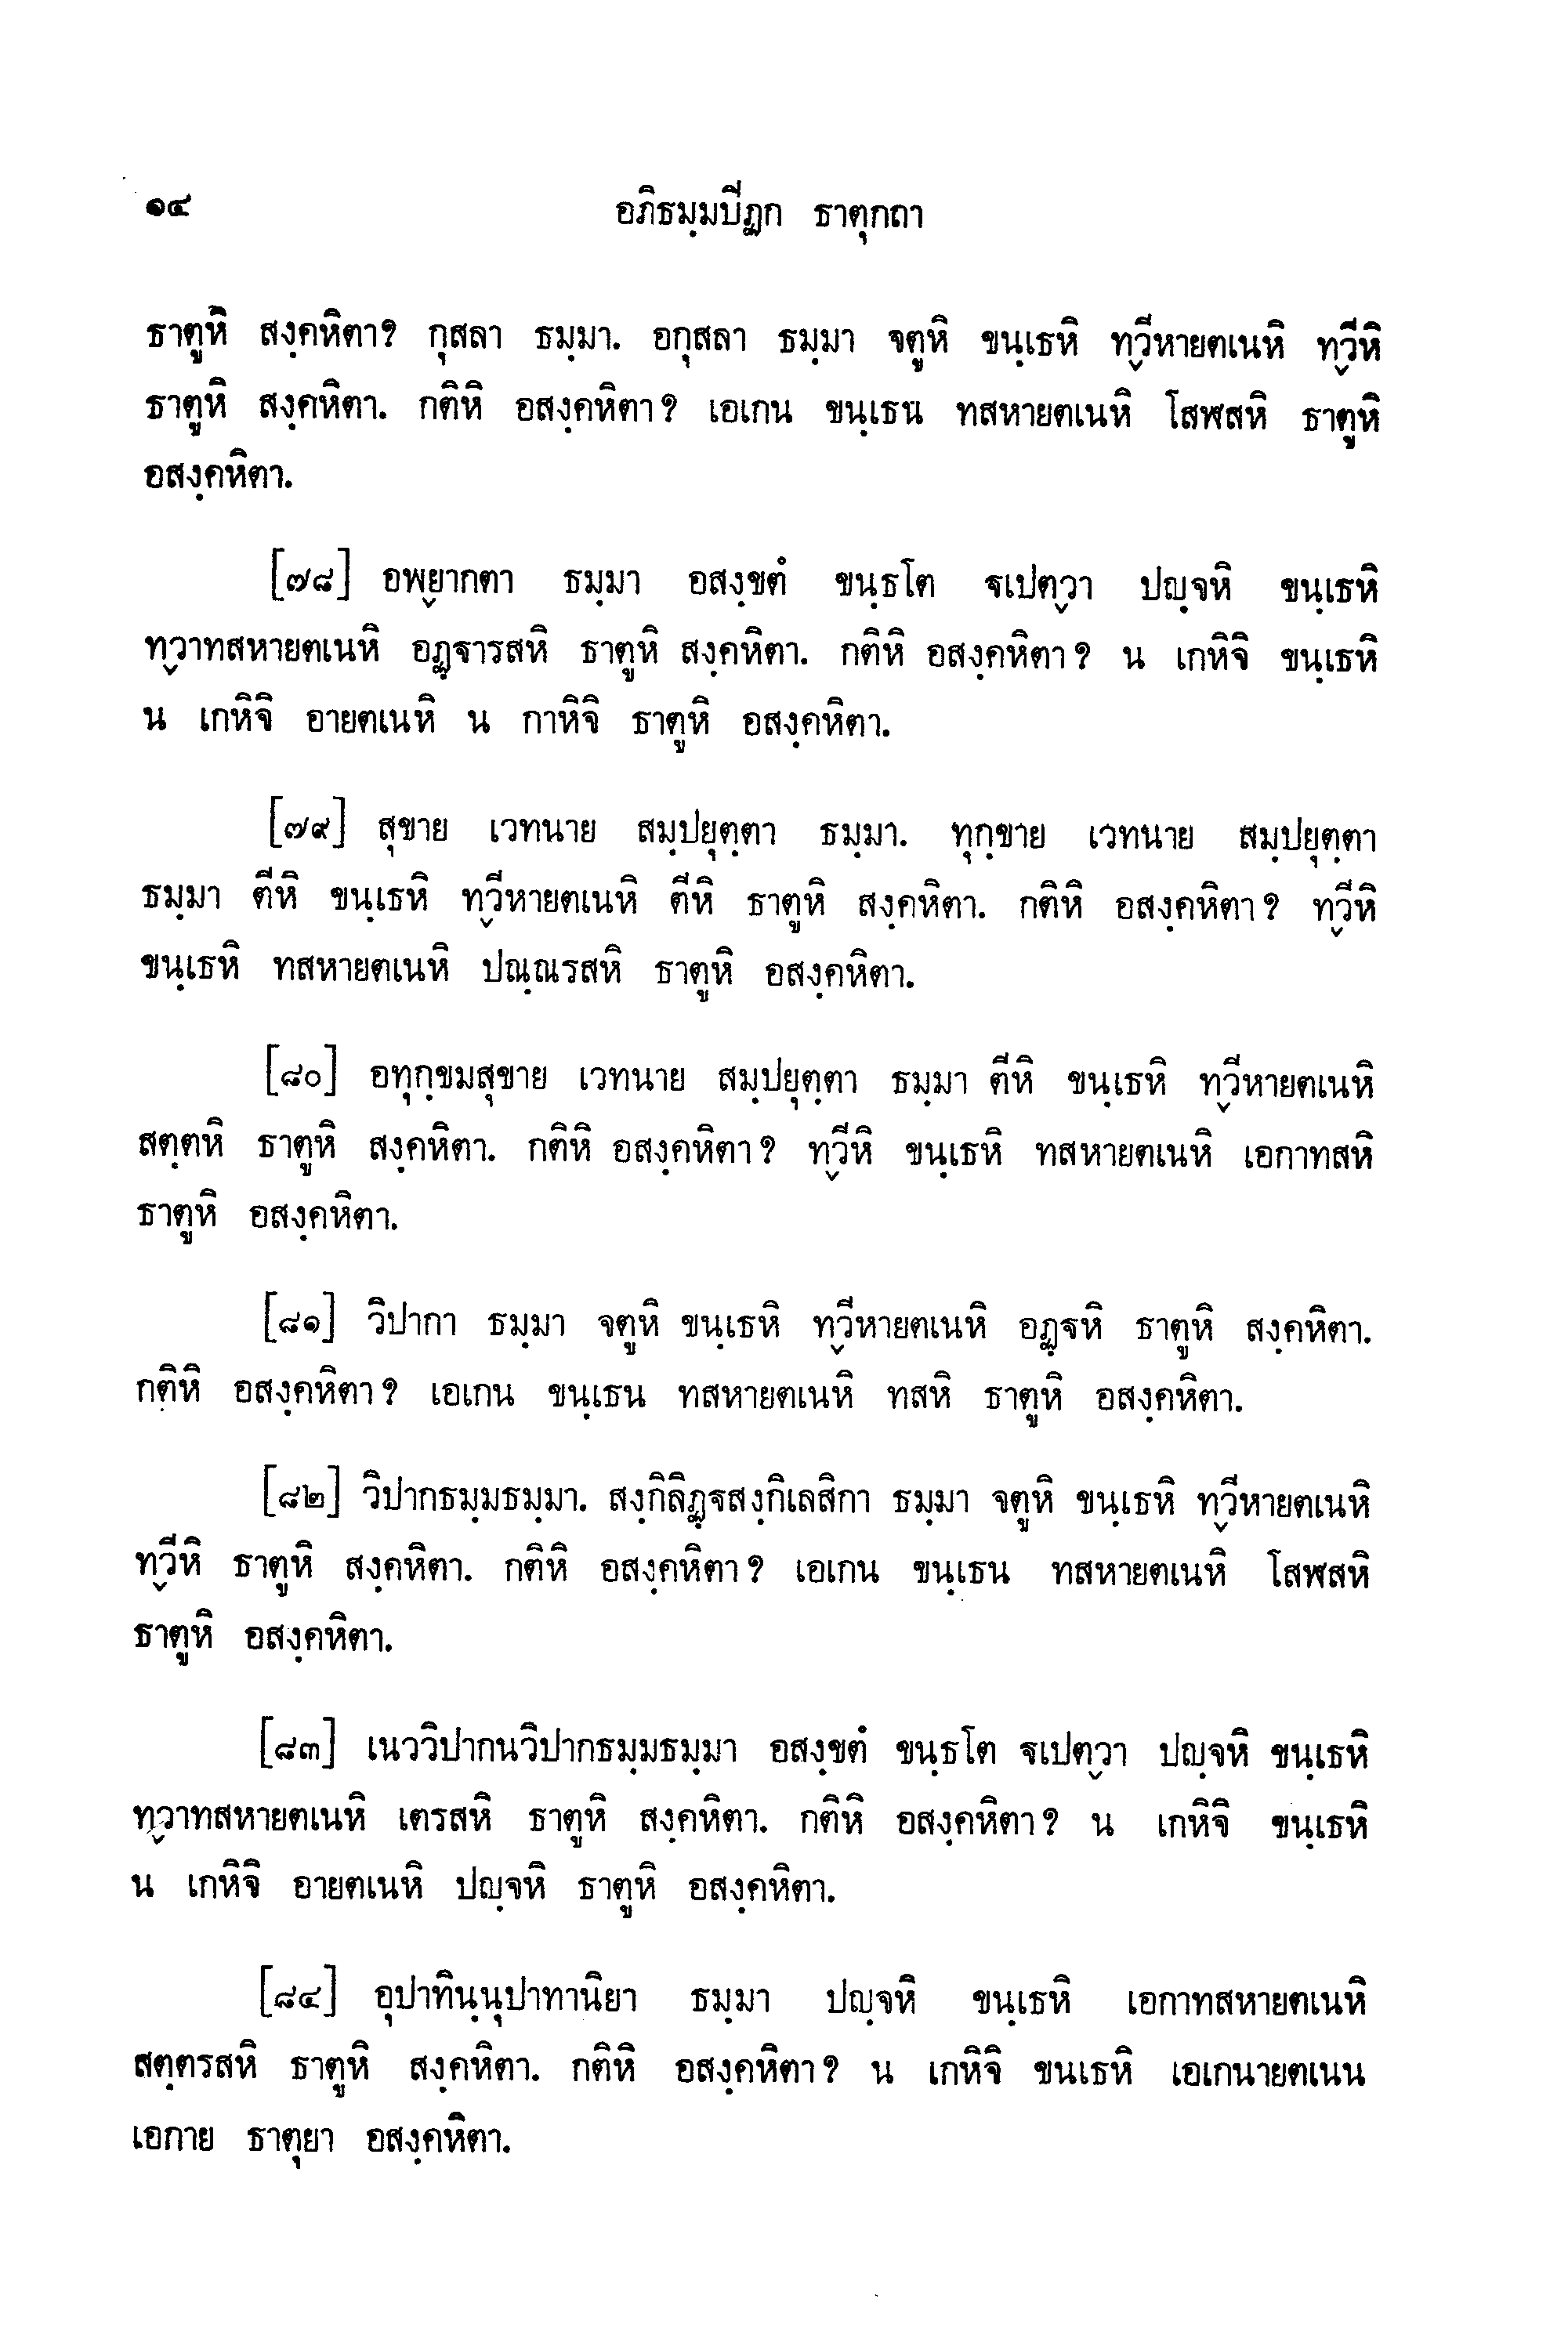 ๑๔ อภิธมฺมปีฏก ธาตุกถา
ธาตูหิ สงฺคหิตา? กุสลา ธมฺมา. อกุสลา ธมฺมา จตูหิ ขนฺเธหิ ทฺวีหายตเนหิ ทฺวีหิ
ธาตูหิ สงฺคหิตา. กติหิ อสงฺคหิตา? เอเกน ขนฺเธน ทสหายตเนหิ โสฬสหิ ธาตูหิ
อสงฺคหิตา.
[๗๘] อพฺยากตา ธมฺมา อสงฺขตํ ขนฺธโต ฐเปตฺวา ปญฺจหิ ขนฺเธหิ
ทฺวาทสหายตเนหิ อฏฺฐารสหิ ธาตูหิ สงฺคหิตา. กติหิ อสงฺคหิตา? น เกหิจิ ขนฺเธหิ
น เกหิจิ อายตเนหิ น กาหิจิ ธาตูหิ อสงฺคหิตา.
[๗๙] สุขาย เวทนาย สมฺปยุตฺตา ธมฺมา. ทุกฺขาย เวทนาย สมฺปยุตฺตา
ธมฺมา ตีหิ ขนฺเธหิ ทฺวีหายตเนหิ ตีหิ ธาตูหิ สงฺคหิตา. กติหิ อสงฺคหิตา? ทฺวีหิ
ขนฺเธหิ ทสหายตเนหิ ปณฺณรสหิ ธาตูหิ อสงฺคหิตา.
[๘๐] อทุกฺขมสุขาย เวทนาย สมฺปยุตฺตา ธมฺมา ตีหิ ขนฺเธหิ ทฺวีหายตเนหิ
สตฺตหิ ธาตูหิ สงฺคหิตา. กติหิ อสงฺคหิตา? ทฺวีหิ ขนฺเธหิ ทสหายตเนหิ เอกาทสหิ
ธาตูหิ อสงฺคหิตา.
[๘๑] วิปากา ธมฺมา จตูหิ ขนฺเธหิ ทฺวีหายตเนหิ อฏฺฐหิ ธาตูหิ สงฺคหิตา.
กติหิ อสงฺคหิตา? เอเกน ขนฺเธน ทสหายตเนหิ ทสหิ ธาตูหิ อสงฺคหิตา.
[๘๒] วิปากธมฺมธมฺมา. สงฺกิลิฏฺฐสงฺกิเลสิกา ธมฺมา จตูหิ ขนฺเธหิ ทฺวีหายตเนหิ
ทฺวีหิ ธาตูหิ สงฺคหิตา. กติหิ อสงฺคหิตา? เอเกน ขนฺเธน ทสหายตเนหิ โสฬสหิ
ธาตูหิ อสงฺคหิตา.
[๘๓] เนววิปากนวิปากธมฺมธมฺมา อสงฺขตํ ขนฺธโต ฐเปตฺวา ปญฺจหิ ขนฺเธหิ
ทฺวาทสหายตเนหิ เตรสหิ ธาตูหิ สงฺคหิตา. กติหิ อสงฺคหิตา? น เกหิจิ ขนฺเธหิ
น เกหิจิ อายตเนหิ ปญฺจหิ ธาตูหิ อสงฺคหิตา.
[๘๔] อุปาทินฺนุปาทานิยา ธมฺมา ปญฺจหิ ขนฺเธหิ เอกาทสหายตเนหิ
สตฺตรสหิ ธาตูหิ สงฺคหิตา. กติหิ อสงฺคหิตา? น เกหิจิ ขนเธหิ เอเกนายตเนน
เอกาย ธาตุยา อสงฺคหิตา.